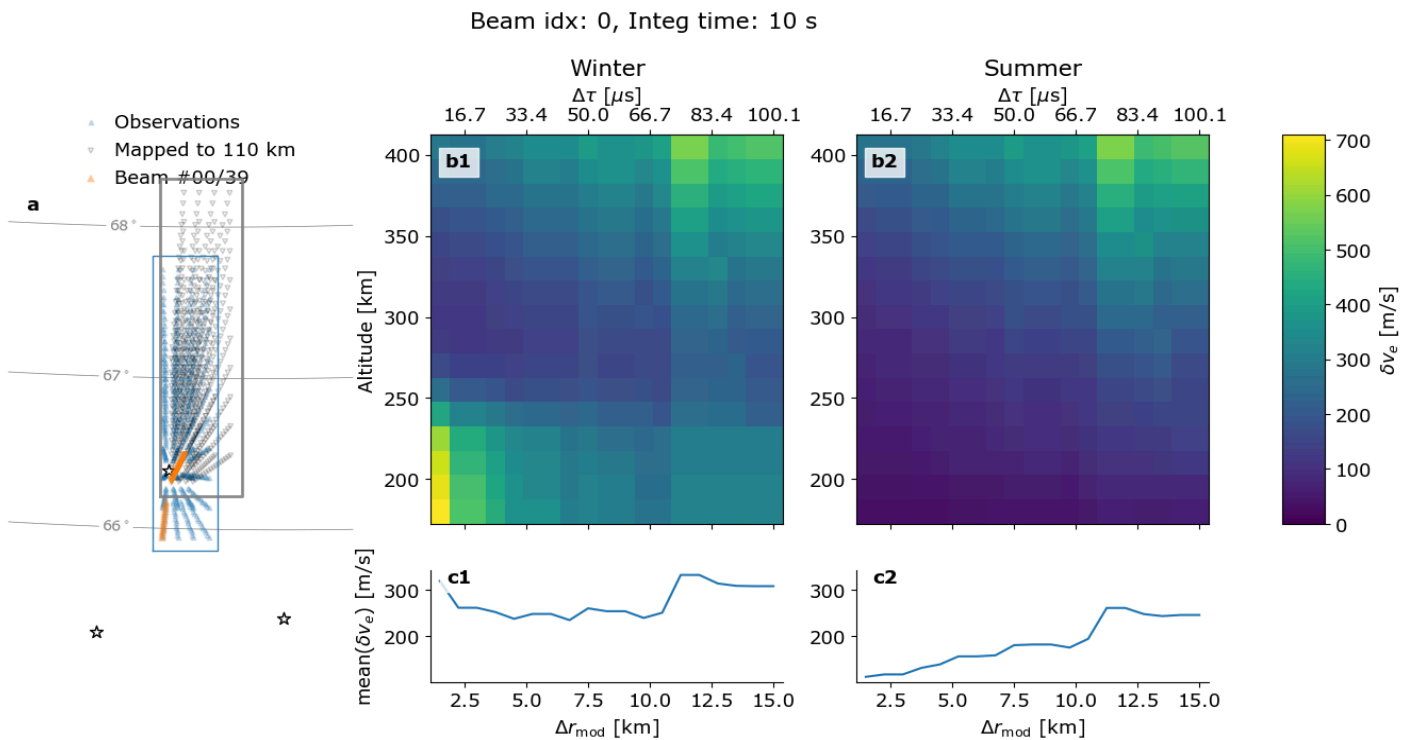 Beam idx: 0, Integ time: 10 s
Observations
Mapped to 110 km
Beam #00/39
a
68°
67°
66°
Winter
Δτ [μs]
16.7 33.4 50.0 66.7 83.4 100.1
b1
Altitude [km]
400
350
300
250
200
Summer
Δτ [μs]
16.7 33.4 50.0 66.7 83.4 100.1
b2
400
350
300
250
200
700
600
500
400
300
200
100
0
δvₑ [m/s]
c1
mean(δvₑ) [m/s]
300
200
2.5 5.0 7.5 10.0 12.5 15.0
Δr_mod [km]
c2
300
200
2.5 5.0 7.5 10.0 12.5 15.0
Δr_mod [km]